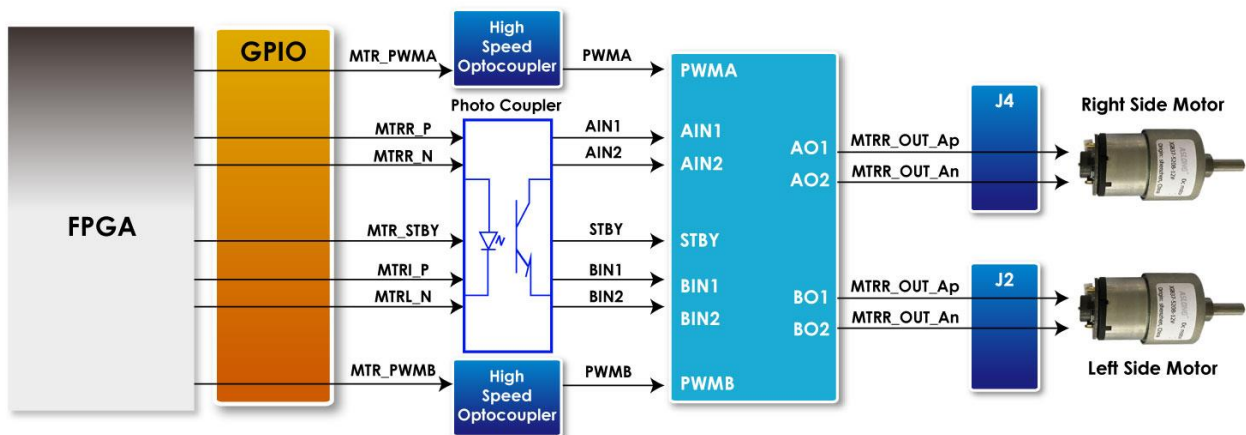 FPGA
GPIO
MTR_PWMA
High
Speed
Optocoupler
PWMA
PWMA
Photo Coupler
MTRR_P
AIN1
AIN1
MTRR_N
AIN2
AIN2
MTR_STBY
STBY
STBY
MTRI_P
BIN1
BIN1
MTRL_N
BIN2
BIN2
MTR_PWMB
High
Speed
Optocoupler
PWMB
PWMB
AO1
MTRR_OUT_Ap
AO2
MTRR_OUT_An
J4
Right Side Motor
BO1
MTRR_OUT_Ap
BO2
MTRR_OUT_An
J2
Left Side Motor